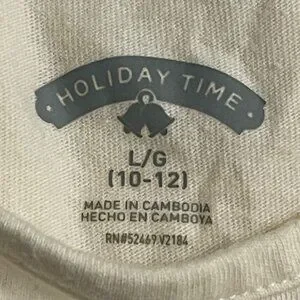 HOLIDAY TIME
L/G
(10-12)
MADE IN CAMBODIA
HECHO EN CAMBOYA
RN#52469 V2184